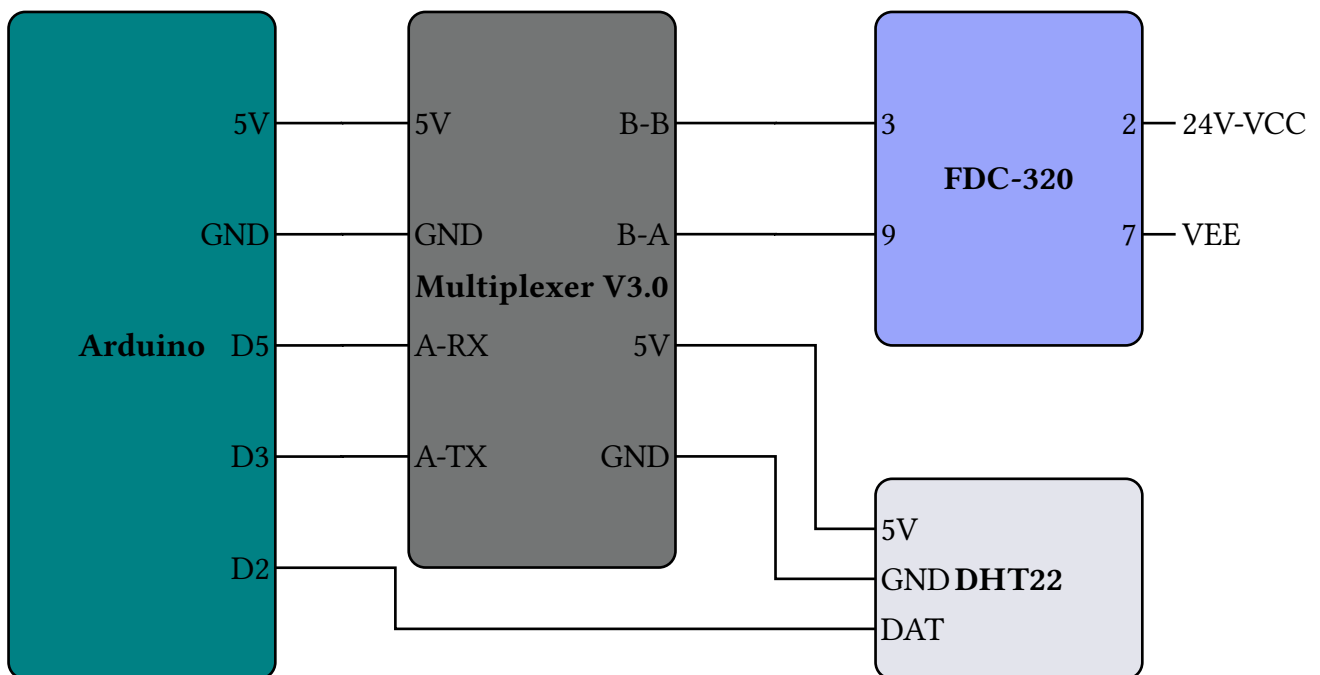 Arduino
5V
GND
D5
D3
D2
Multiplexer V3.0
5V
GND
A-RX
A-TX
B-B
B-A
5V
GND
FDC-320
3
9
2
7
24V-VCC
VEE
DHT22
5V
GND
DAT